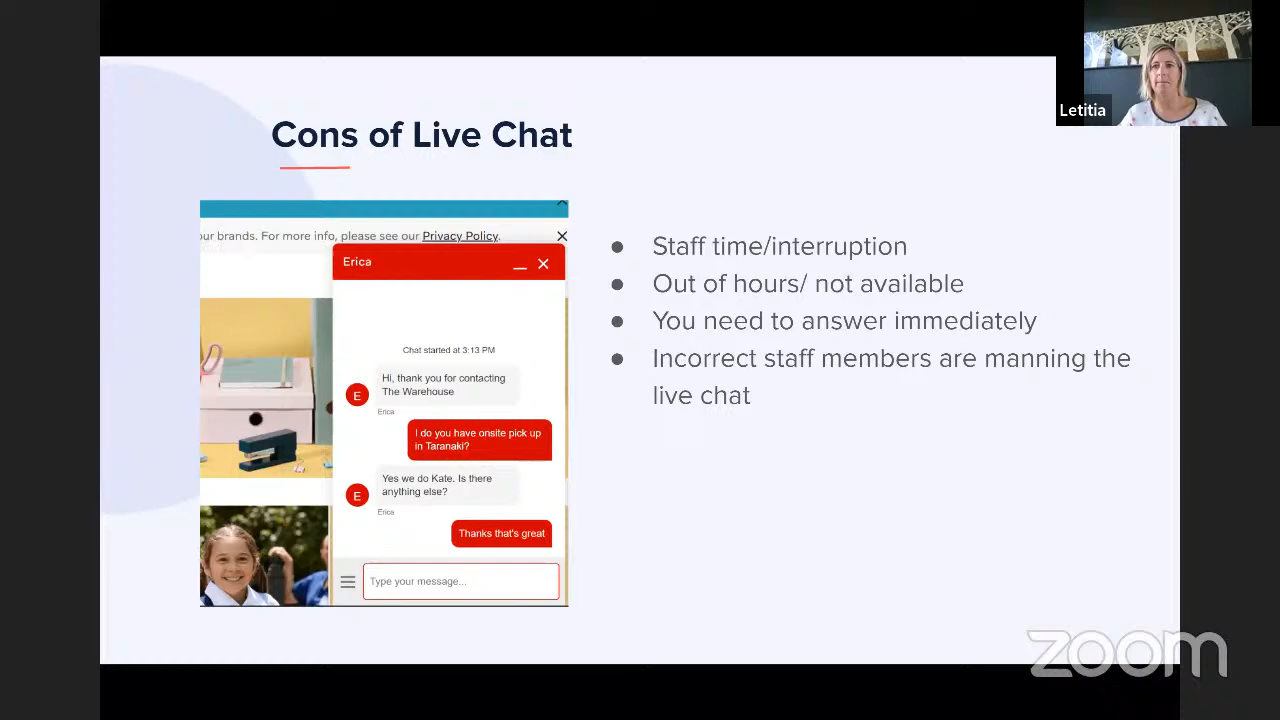 Letitia
Cons of Live Chat
our brands. For more info, please see our Privacy Policy.
Erica
Chat started at 3:13 PM
Hi, thank you for contacting
The Warehouse
E
Erica
I do you have onsite pick up
in Taranaki?
Yes we do Kate. Is there
anything else?
E
Erica
Thanks that's great
Type your message...
● Staff time/interruption
● Out of hours/ not available
● You need to answer immediately
● Incorrect staff members are manning the
live chat
zoom